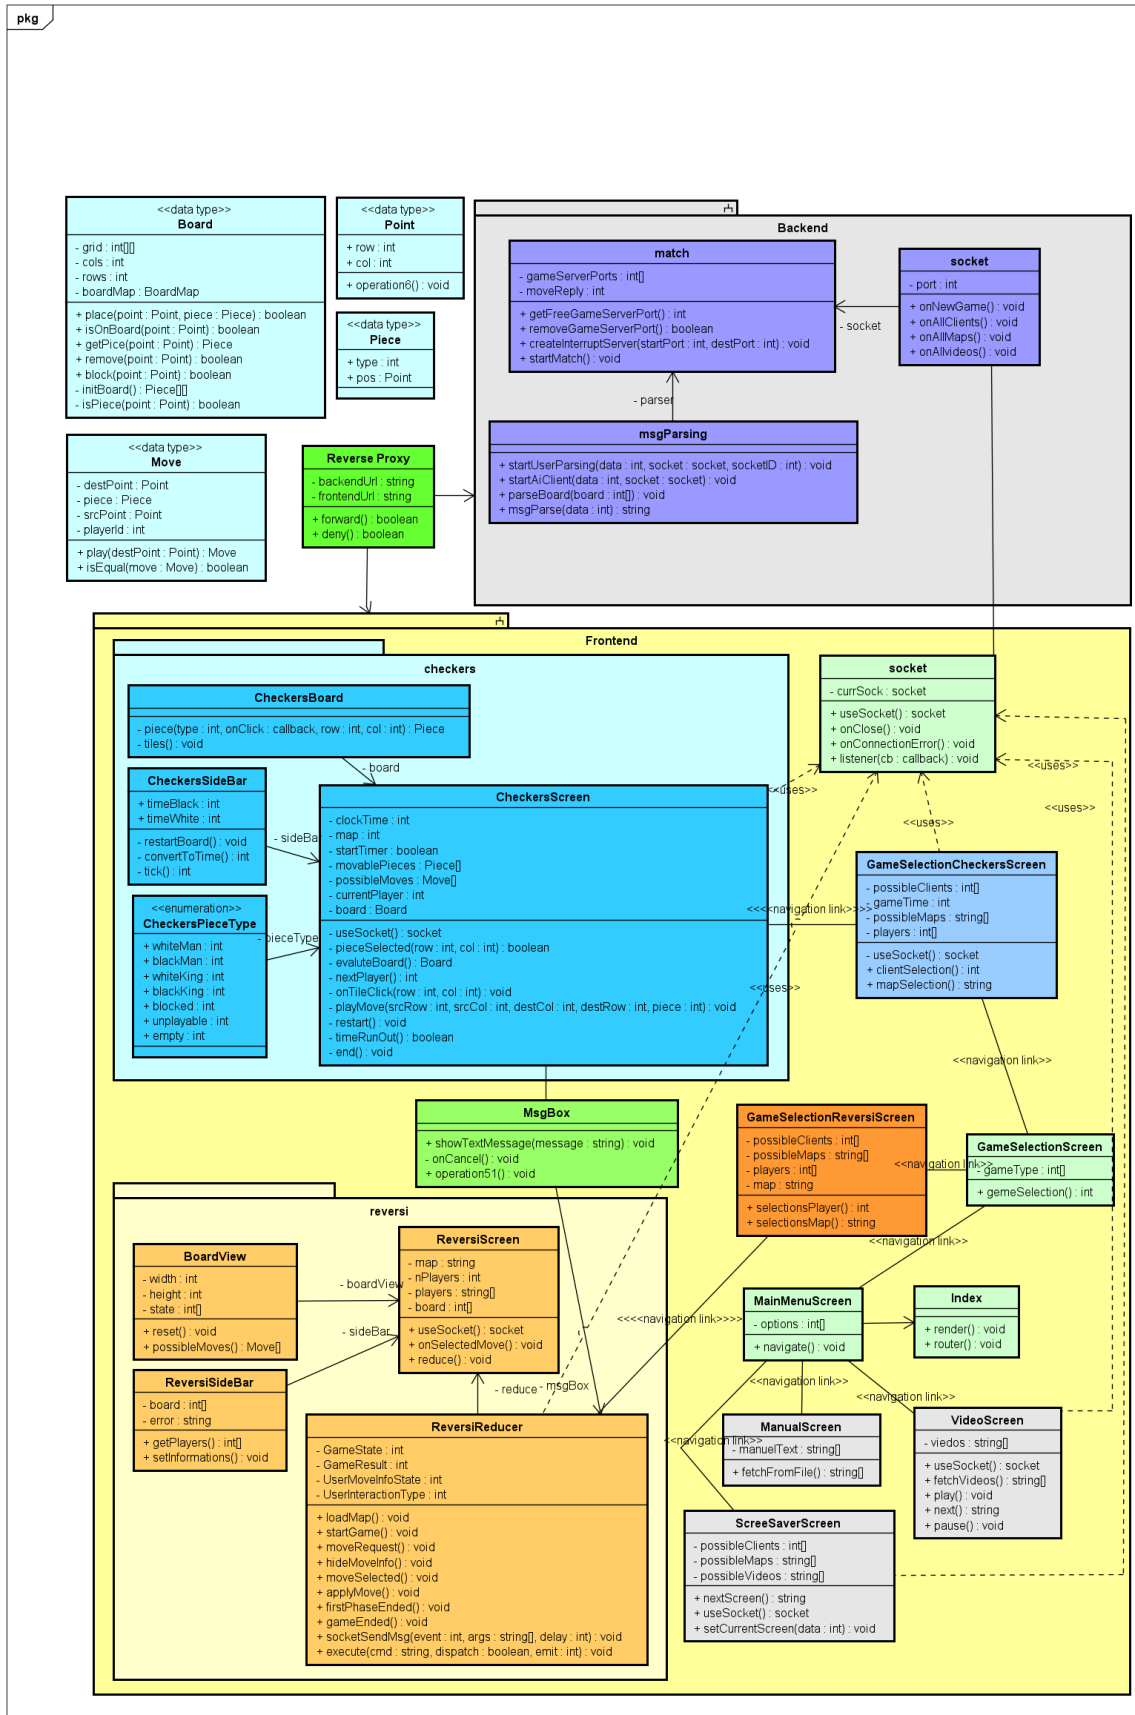 pkg
<<data type>>
Board
- grid : int[][]
- cols : int
- rows : int
- boardMap : BoardMap
+ place(point : Point, piece : Piece) : boolean
+ isOnBoard(point : Point) : boolean
+ getPice(point : Point) : Piece
+ remove(point : Point) : boolean
+ block(point : Point) : boolean
- initBoard() : Piece[][]
- isPiece(point : Point) : boolean
<<data type>>
Point
+ row : int
+ col : int
+ operation6() : void
<<data type>>
Piece
+ type : int
+ pos : Point
<<data type>>
Move
- destPoint : Point
- piece : Piece
- srcPoint : Point
- playerId : int
+ play(destPoint : Point) : Move
+ isEqual(move : Move) : boolean
Reverse Proxy
- backendUrl : string
- frontendUrl : string
+ forward() : boolean
+ deny() : boolean
Backend
match
- gameServerPorts : int[]
- moveReply : int
+ getFreeGameServerPort() : int
+ removeGameServerPort() : boolean
+ createInterruptServer(startPort : int, destPort : int) : void
+ startMatch() : void
socket
- port : int
+ onNewGame() : void
+ onAllClients() : void
+ onAllMaps() : void
+ onAllvideos() : void
- socket
- parser
msgParsing
+ startUserParsing(data : int, socket : socket, socketID : int) : void
+ startAiClient(data : int, socket : socket) : void
+ parseBoard(board : int[]) : void
+ msgParse(data : int) : string
Frontend
checkers
CheckersBoard
- piece(type : int, onClick : callback, row : int, col : int) : Piece
- tiles() : void
- board
CheckersSideBar
+ timeBlack : int
+ timeWhite : int
- restartBoard() : void
- convertToTime() : int
- tick() : int
- sideBar
<<enumeration>>
CheckersPieceType
+ whiteMan : int
+ blackMan : int
+ whiteKing : int
+ blackKing : int
+ blocked : int
+ unplayable : int
+ empty : int
- pieceType
CheckersScreen
- clockTime : int
- map : int
- startTimer : boolean
- movablePieces : Piece[]
- possibleMoves : Move[]
- currentPlayer : int
- board : Board
- useSocket() : socket
- pieceSelected(row : int, col : int) : boolean
- evaluteBoard() : Board
- nextPlayer() : int
- onTileClick(row : int, col : int) : void
- playMove(srcRow : int, srcCol : int, destCol : int, destRow : int, piece : int) : void
- restart() : void
- timeRunOut() : boolean
- end() : void
socket
- currSock : socket
+ useSocket() : socket
+ onClose() : void
+ onConnectionError() : void
+ listener(cb : callback) : void
<<uses>>
<<uses>>
<<uses>>
<<uses>>
<<uses>>
GameSelectionCheckersScreen
- possibleClients : int[]
- gameTime : int
- possibleMaps : string[]
- players : int[]
- useSocket() : socket
+ clientSelection() : int
+ mapSelection() : string
<<<<navigation link>>>>
<<navigation link>>
MsgBox
+ showTextMessage(message : string) : void
- onCancel() : void
+ operation51() : void
GameSelectionReversiScreen
- possibleClients : int[]
- possibleMaps : string[]
- players : int[]
- map : string
+ selectionsPlayer() : int
+ selectionsMap() : string
<<navigation link>>
GameSelectionScreen
- gameType : int[]
+ gemeSelection() : int
<<navigation link>>
reversi
BoardView
- width : int
- height : int
- state : int[]
+ reset() : void
+ possibleMoves() : Move[]
- boardView
- sideBar
ReversiScreen
- map : string
- nPlayers : int
- players : string[]
- board : int[]
+ useSocket() : socket
+ onSelectedMove() : void
+ reduce() : void
ReversiSideBar
- board : int[]
- error : string
+ getPlayers() : int[]
+ setInformations() : void
- reduce
- msgBox
<<<<navigation link>>>>
MainMenuScreen
- options : int[]
+ navigate() : void
Index
+ render() : void
+ router() : void
<<navigation link>>
<<navigation link>>
<<navigation link>>
ReversiReducer
- GameState : int
- GameResult : int
- UserMoveInfoState : int
- UserInteractionType : int
+ loadMap() : void
+ startGame() : void
+ moveRequest() : void
+ hideMoveInfo() : void
+ moveSelected() : void
+ applyMove() : void
+ firstPhaseEnded() : void
+ gameEnded() : void
+ socketSendMsg(event : int, args : string[], delay : int) : void
+ execute(cmd : string, dispatch : boolean, emit : int) : void
ManualScreen
- manuelText : string[]
+ fetchFromFile() : string[]
VideoScreen
- viedos : string[]
+ useSocket() : socket
+ fetchVideos() : string[]
+ play() : void
+ next() : string
+ pause() : void
ScreeSaverScreen
- possibleClients : int[]
- possibleMaps : string[]
- possibleVideos : string[]
+ nextScreen() : string
+ useSocket() : socket
+ setCurrentScreen(data : int) : void